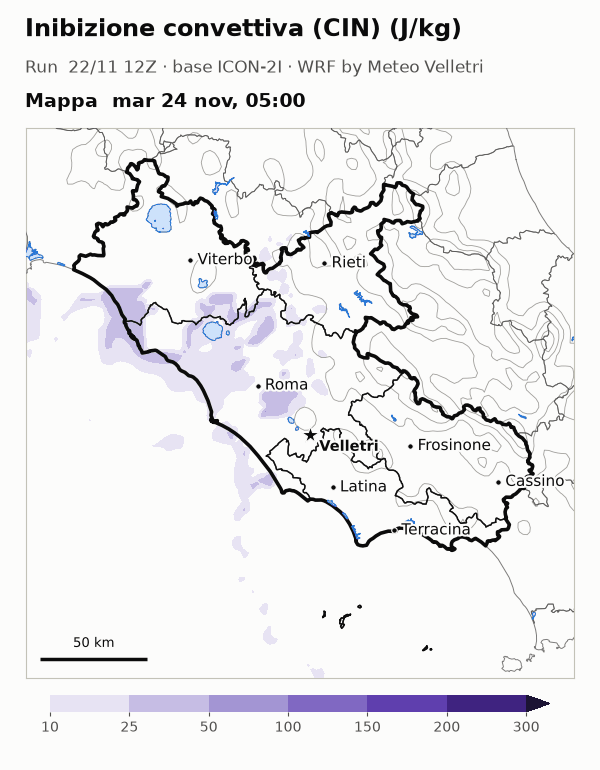 Inibizione convettiva (CIN) (J/kg)
Run  22/11 12Z · base ICON-2I · WRF by Meteo Velletri
Mappa  mar 24 nov, 05:00
Viterbo
Rieti
Roma
Velletri
Frosinone
Latina
Cassino
Terracina
50 km
10 25 50 100 150 200 300